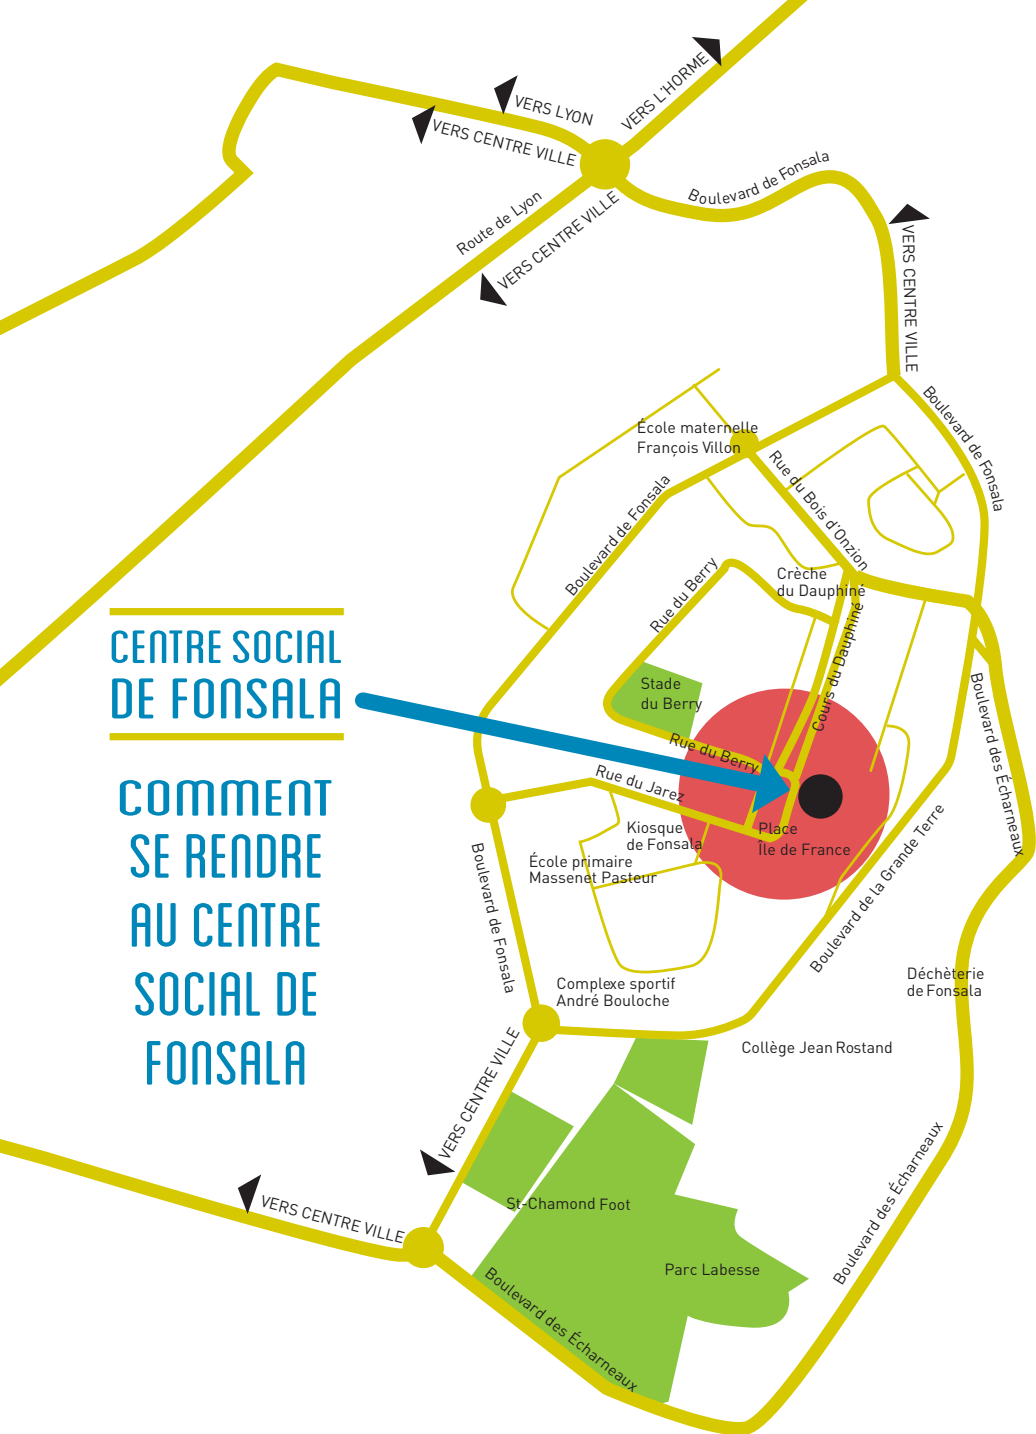 VERS L'HORME
VERS LYON
VERS CENTRE VILLE
Boulevard de Fonsala
Route de Lyon
VERS CENTRE VILLE
VERS CENTRE VILLE
Boulevard de Fonsala
École maternelle
François Villon
Rue du Bois d'Onzion
Boulevard de Fonsala
Rue du Berry
Crèche
du Dauphiné
Cours du Dauphiné
CENTRE SOCIAL
DE FONSALA
Stade
du Berry
Boulevard des Écharneaux
Rue du Berry
Rue du Jarez
COMMENT
SE RENDRE
AU CENTRE
SOCIAL DE
FONSALA
Kiosque
de Fonsala
Place
Île de France
École primaire
Massenet Pasteur
Boulevard de la Grande Terre
Boulevard de Fonsala
Complexe sportif
André Bouloche
Déchèterie
de Fonsala
Collège Jean Rostand
VERS CENTRE VILLE
Boulevard des Écharneaux
VERS CENTRE VILLE
St-Chamond Foot
Parc Labesse
Boulevard des Écharneaux